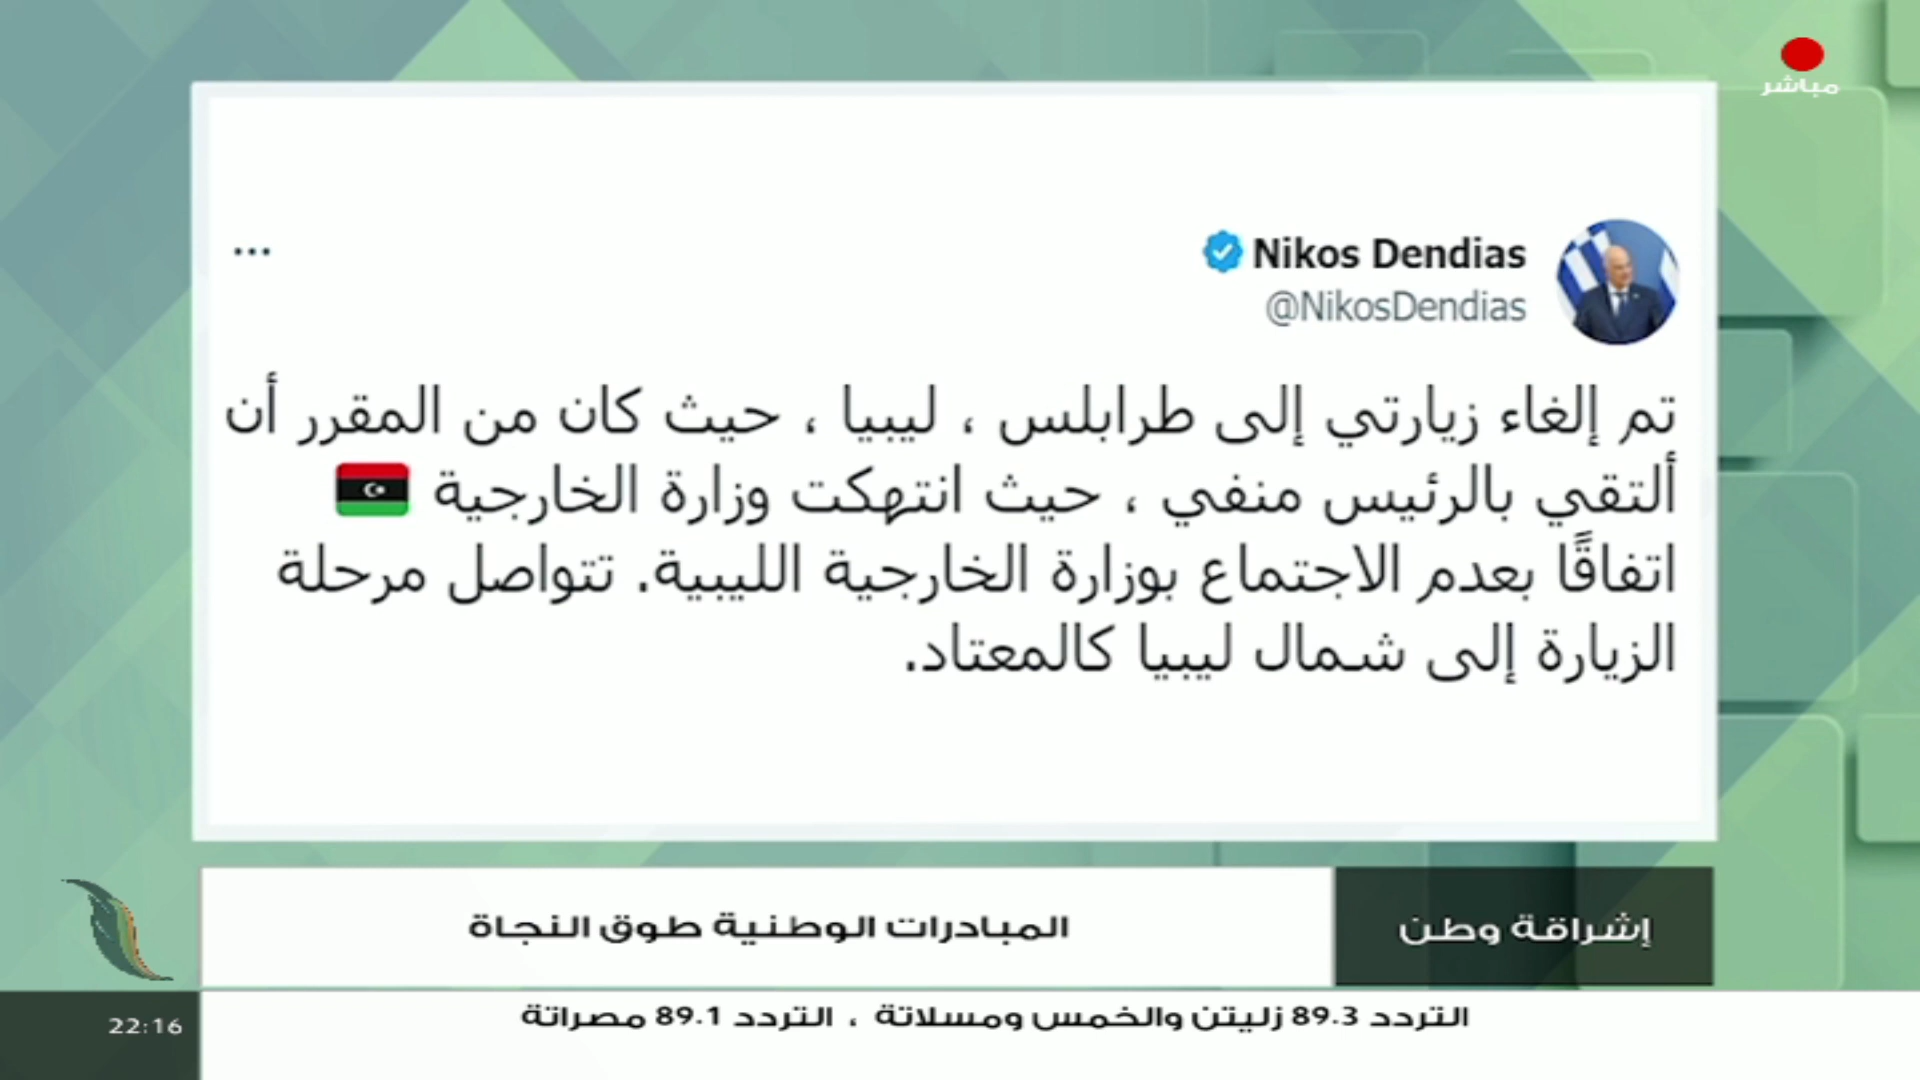 مباشر
Nikos Dendias
@NikosDendias
...
تم إلغاء زيارتي إلى طرابلس ، ليبيا ، حيث كان من المقرر أن
ألتقي بالرئيس منفي ، حيث انتهكت وزارة الخارجية 🇱🇾
اتفاقًا بعدم الاجتماع بوزارة الخارجية الليبية. تتواصل مرحلة
الزيارة إلى شمال ليبيا كالمعتاد.
إشراقة وطن
المبادرات الوطنية طوق النجاة
التردد 89.3 زليتن والخمس ومسلاتة ، التردد 89.1 مصراتة
22:16